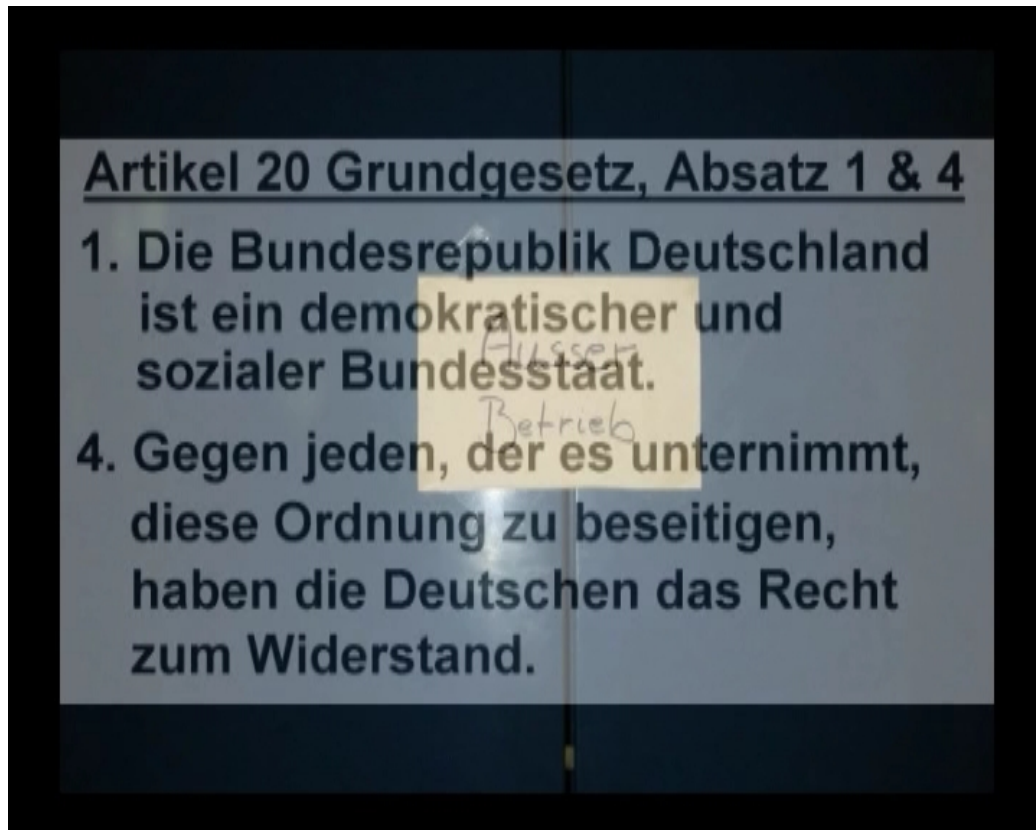 Artikel 20 Grundgesetz, Absatz 1 & 4
1. Die Bundesrepublik Deutschland
ist ein demokratischer und
Ausser
sozialer Bundesstaat.
Betrieb
4. Gegen jeden, der es unternimmt,
diese Ordnung zu beseitigen,
haben die Deutschen das Recht
zum Widerstand.